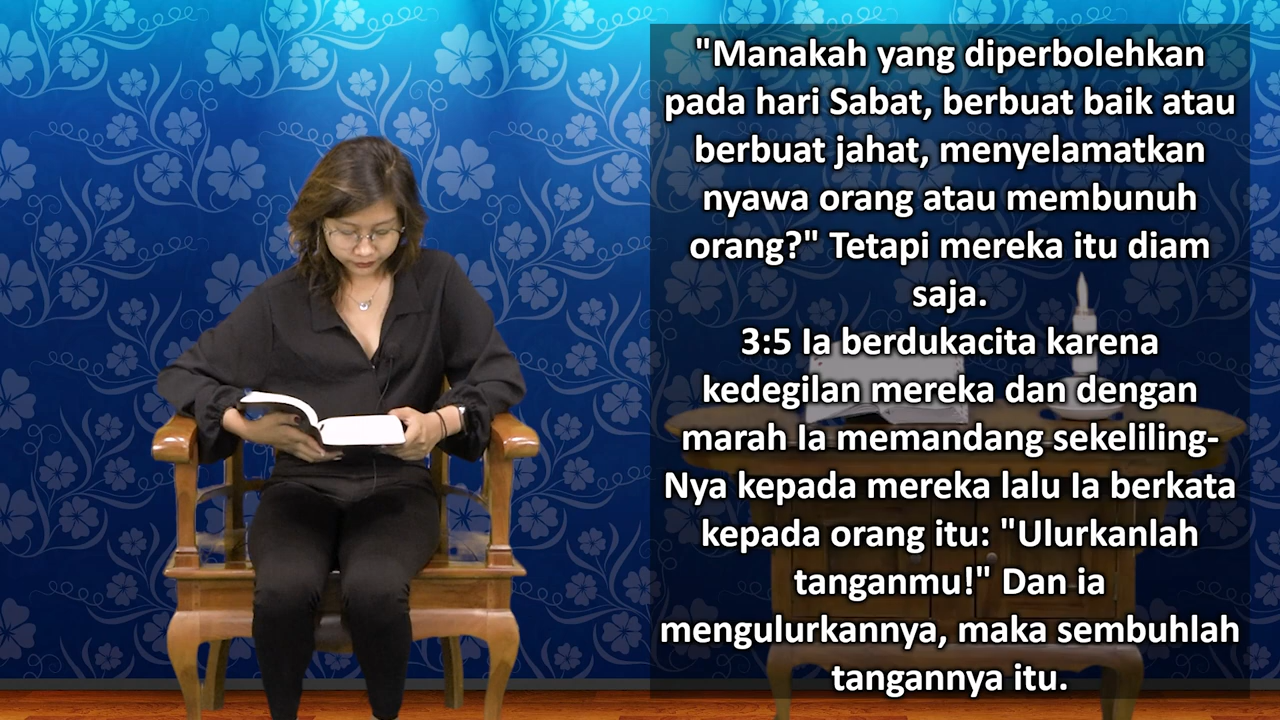 "Manakah yang diperbolehkan
pada hari Sabat, berbuat baik atau
berbuat jahat, menyelamatkan
nyawa orang atau membunuh
orang?" Tetapi mereka itu diam
saja.
3:5 Ia berdukacita karena
kedegilan mereka dan dengan
marah Ia memandang sekeliling-
Nya kepada mereka lalu Ia berkata
kepada orang itu: "Ulurkanlah
tanganmu!" Dan ia
mengulurkannya, maka sembuhlah
tangannya itu.